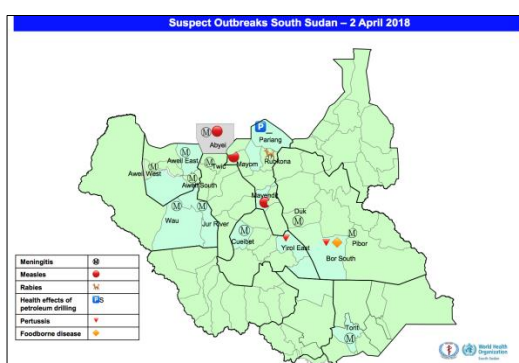 Suspect Outbreaks South Sudan – 2 April 2018
Abyei
Pariang
Aweil East
Twic
Mayom
Rubkona
Aweil West
Aweil South
Mayendit
Wau
Jur River
Duk
Cueibet
Yirol East
Pibor
Bor South
Torit
Meningitis M
Measles
Rabies
Health effects of PS
petroleum drilling
Pertussis
Foodborne disease
World Health
Organization
South Sudan